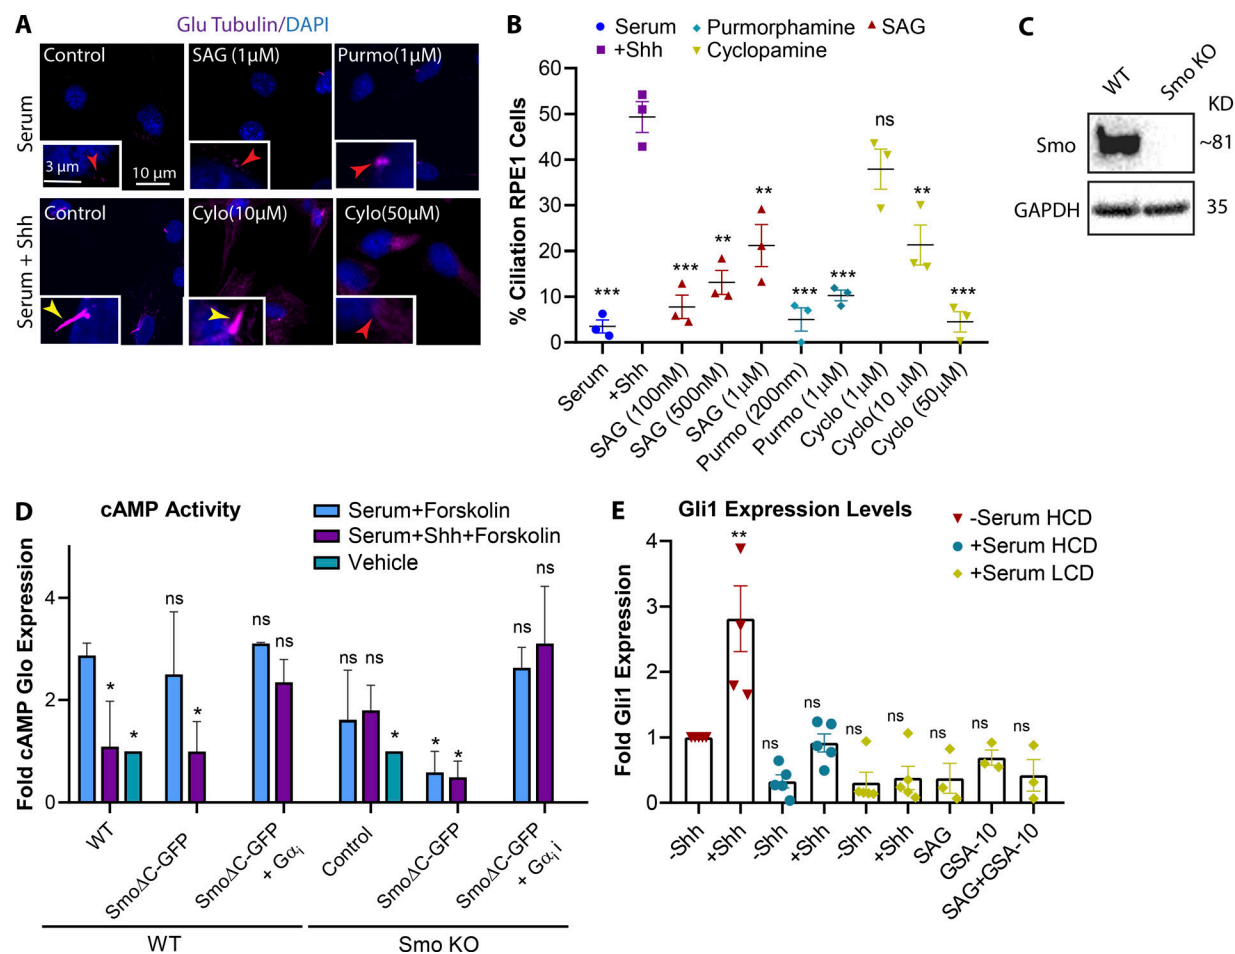 A
Glu Tubulin/DAPI
Serum
Control
SAG (1µM)
Purmo(1µM)
3 µm
10 µm
Serum + Shh
Control
Cylo(10µM)
Cylo(50µM)
B
Serum
Purmorphamine
SAG
+Shh
Cyclopamine
% Ciliation RPE1 Cells
60
50
40
30
20
10
0
***
***
**
**
***
***
ns
**
***
Serum
+Shh
SAG (100nM)
SAG (500nM)
SAG (1µM)
Purmo (200nm)
Purmo (1µM)
Cyclo (1µM)
Cyclo(10 µM)
Cyclo (50µM)
C
WT
Smo KO
KD
Smo
~81
GAPDH
35
D
cAMP Activity
Serum+Forskolin
Serum+Shh+Forskolin
Vehicle
Fold cAMP Glo Expression
4
2
0
*
*
ns
*
ns
ns
ns
ns
*
*
*
ns
ns
WT
SmoΔC-GFP
SmoΔC-GFP
+ Gαi
Control
SmoΔC-GFP
SmoΔC-GFP
+ Gαi i
WT
Smo KO
E
Gli1 Expression Levels
-Serum HCD
+Serum HCD
+Serum LCD
Fold Gli1 Expression
4
3
2
1
0
**
ns
ns
ns
ns
ns
ns
ns
-Shh
+Shh
-Shh
+Shh
-Shh
+Shh
SAG
GSA-10
SAG+GSA-10